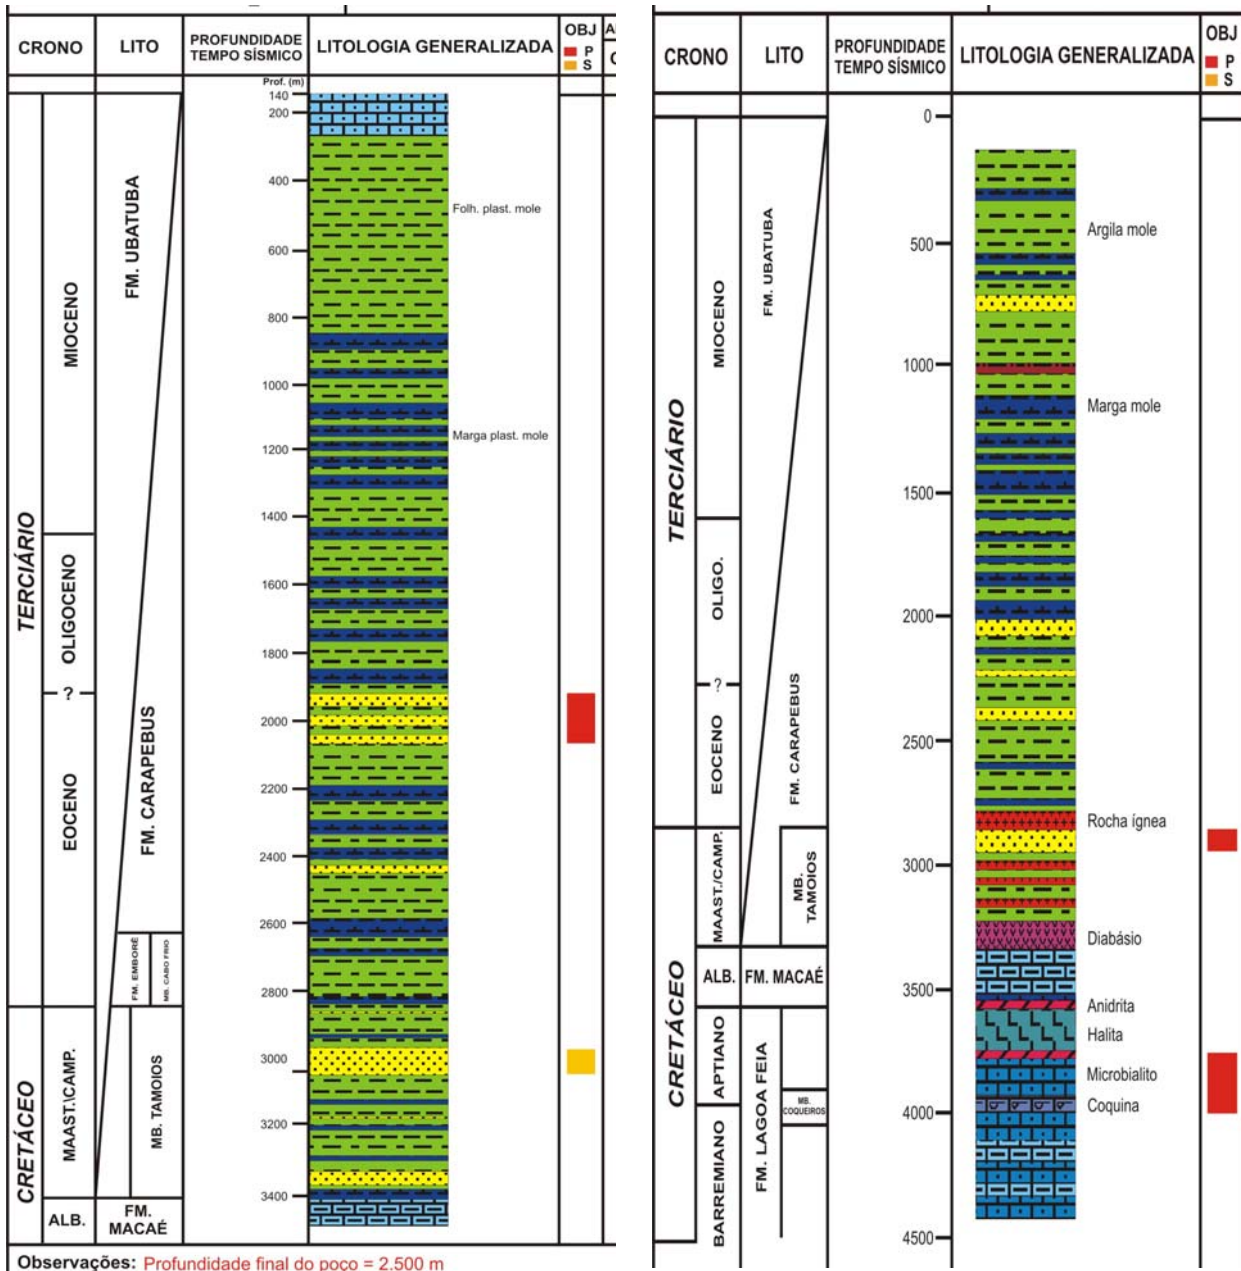 CRONO
LITO
PROFUNDIDADE
TEMPO SÍSMICO
LITOLOGIA GENERALIZADA
OBJ
P
S
Prof. (m)
140
200
400
600
800
1000
1200
1400
1600
1800
2000
2200
2400
2600
2800
3000
3200
3400
TERCIÁRIO
CRETÁCEO
MIOCENO
OLIGOCENO
?
EOCENO
MAAST.\CAMP.
ALB.
FM. UBATUBA
FM. CARAPEBUS
FM. EMBORÉ
MB. CABO FRIO
MB. TAMOIOS
FM.
MACAÉ
Folh. plast. mole
Marga plast. mole
Observações: Profundidade final do poço = 2.500 m
CRONO
LITO
PROFUNDIDADE
TEMPO SÍSMICO
LITOLOGIA GENERALIZADA
OBJ
P
S
0
500
1000
1500
2000
2500
3000
3500
4000
4500
TERCIÁRIO
CRETÁCEO
MIOCENO
OLIGO.
?
EOCENO
MAAST./CAMP.
ALB.
APTIANO
BARREMIANO
FM. UBATUBA
FM. CARAPEBUS
MB.
TAMOIOS
FM. MACAÉ
FM. LAGOA FEIA
MB.
COQUEIROS
Argila mole
Marga mole
Rocha ígnea
Diabásio
Anidrita
Halita
Microbialito
Coquina